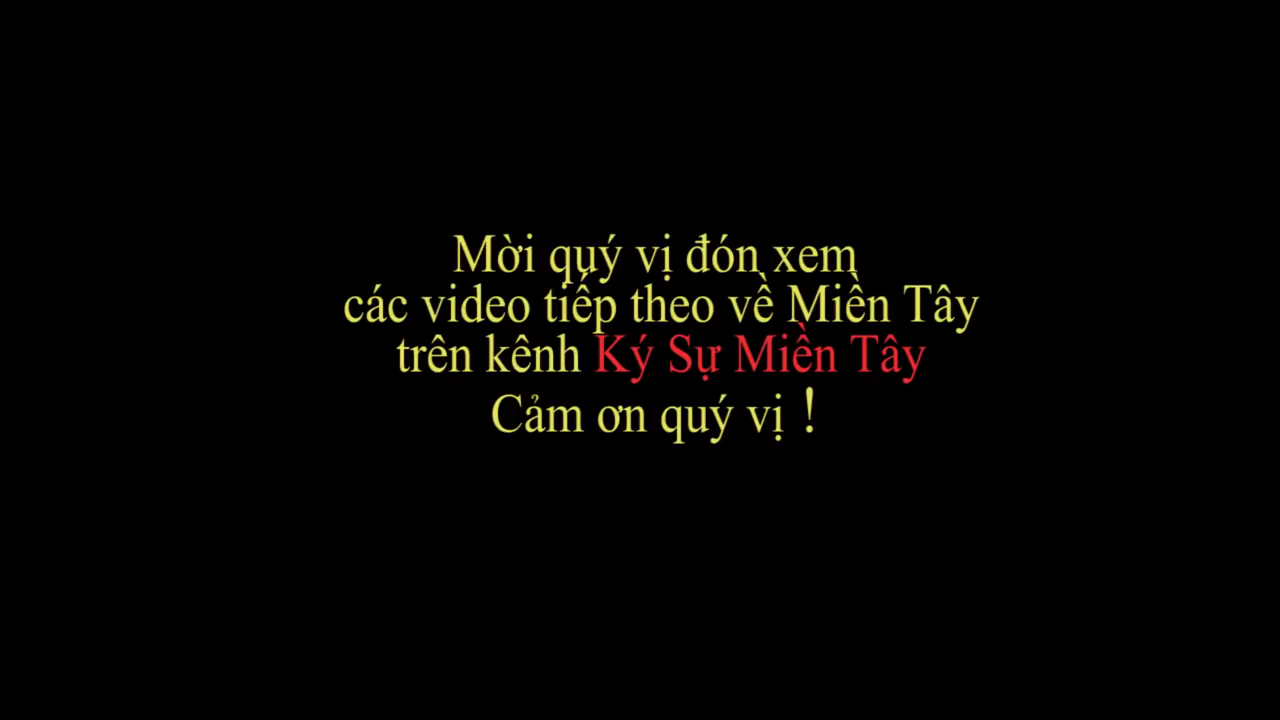 Mời quý vị đón xem
các video tiếp theo về Miền Tây
trên kênh Ký Sự Miền Tây
Cảm ơn quý vị !